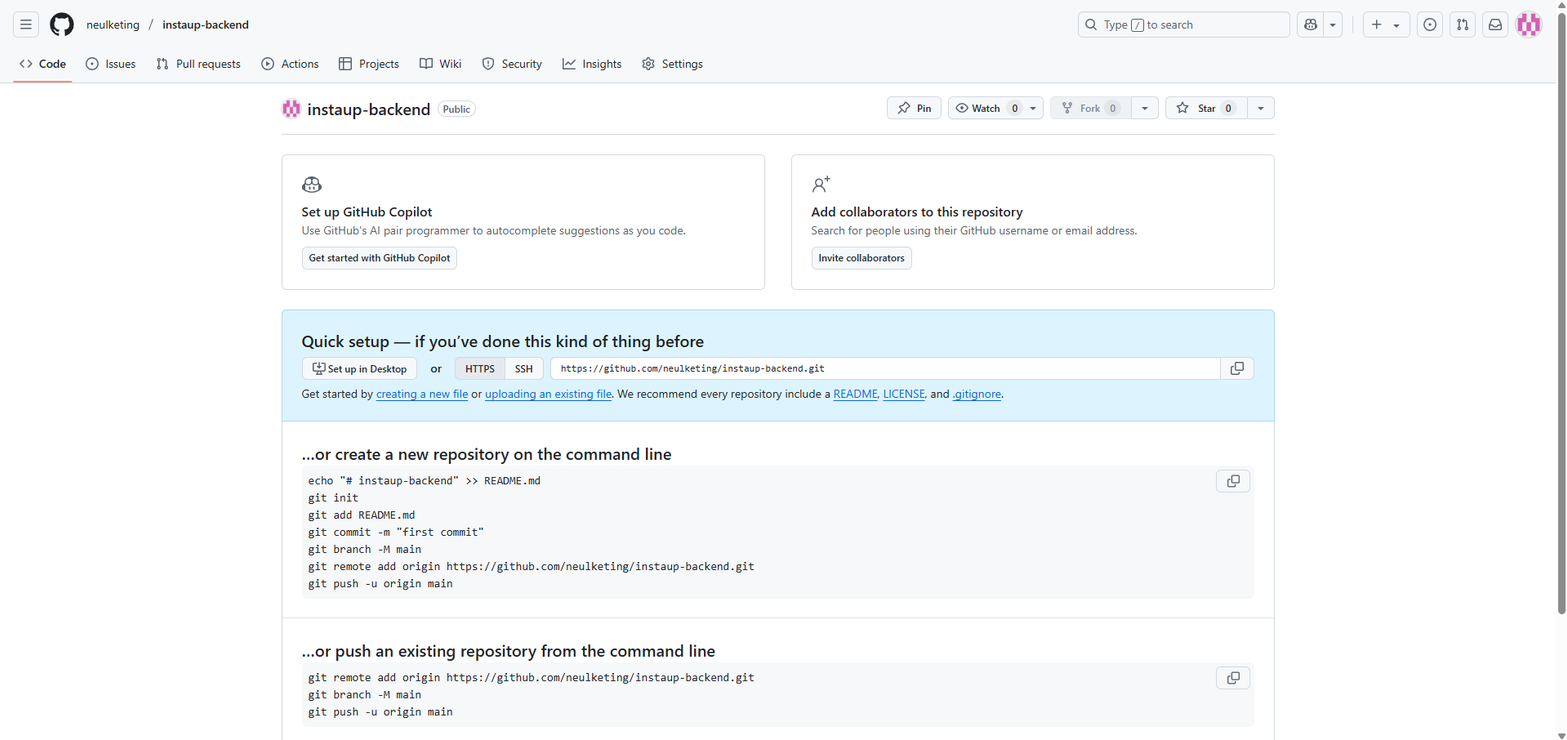 neulketing / instaup-backend
Type / to search
Code Issues Pull requests Actions Projects Wiki Security Insights Settings
instaup-backend Public
Pin Watch 0 Fork 0 Star 0
Set up GitHub Copilot
Use GitHub's AI pair programmer to autocomplete suggestions as you code.
Get started with GitHub Copilot
Add collaborators to this repository
Search for people using their GitHub username or email address.
Invite collaborators
Quick setup — if you’ve done this kind of thing before
Set up in Desktop or HTTPS SSH https://github.com/neulketing/instaup-backend.git
Get started by creating a new file or uploading an existing file. We recommend every repository include a README, LICENSE, and .gitignore.
…or create a new repository on the command line
echo "# instaup-backend" >> README.md
git init
git add README.md
git commit -m "first commit"
git branch -M main
git remote add origin https://github.com/neulketing/instaup-backend.git
git push -u origin main
…or push an existing repository from the command line
git remote add origin https://github.com/neulketing/instaup-backend.git
git branch -M main
git push -u origin main